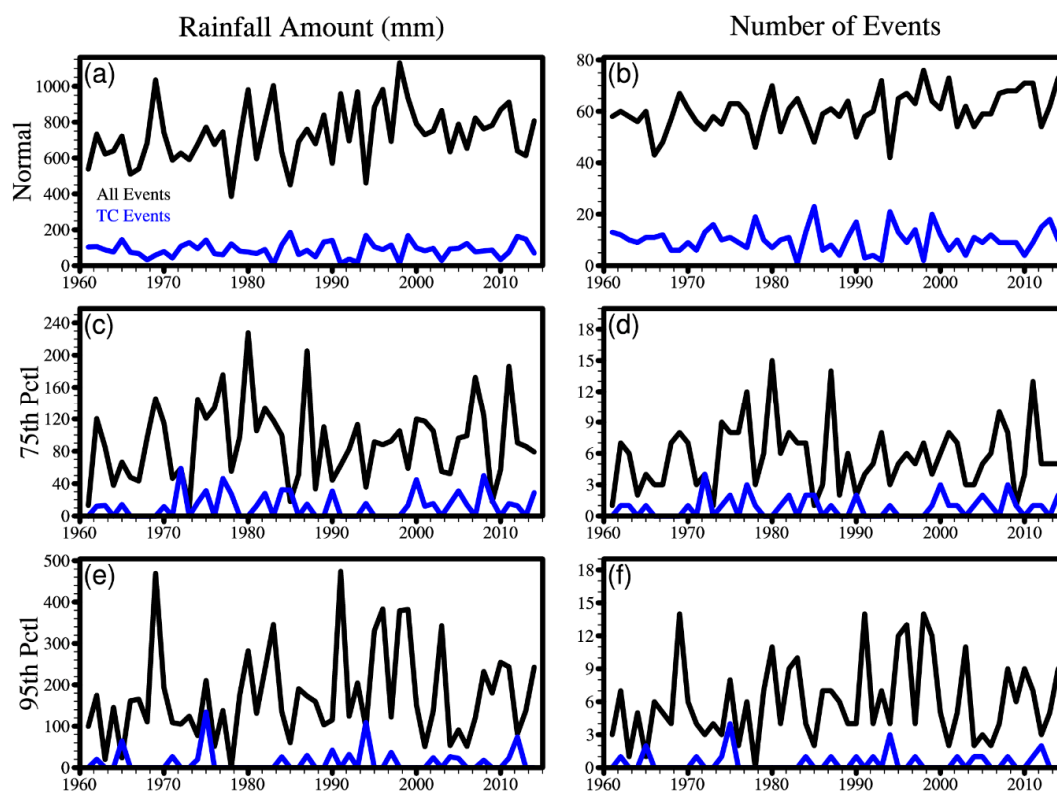 Rainfall Amount (mm)
Number of Events
Normal
(a)
1000
800
600
400
200
0
All Events
TC Events
1960 1970 1980 1990 2000 2010
(b)
80
60
40
20
0
1960 1970 1980 1990 2000 2010
75th Pctl
(c)
240
200
160
120
80
40
0
1960 1970 1980 1990 2000 2010
(d)
18
15
12
9
6
3
0
1960 1970 1980 1990 2000 2010
95th Pctl
(e)
500
400
300
200
100
0
1960 1970 1980 1990 2000 2010
(f)
18
15
12
9
6
3
0
1960 1970 1980 1990 2000 2010